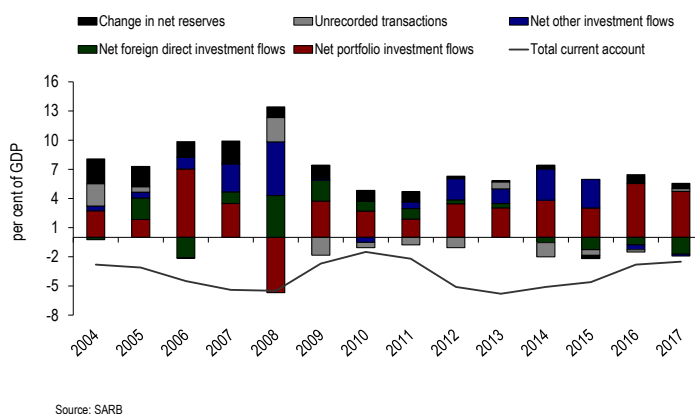 Change in net reserves Unrecorded transactions Net other investment flows
Net foreign direct investment flows Net portfolio investment flows Total current account
per cent of GDP
16
13
10
7
4
1
-2
-5
-8
2004 2005 2006 2007 2008 2009 2010 2011 2012 2013 2014 2015 2016 2017
Source: SARB